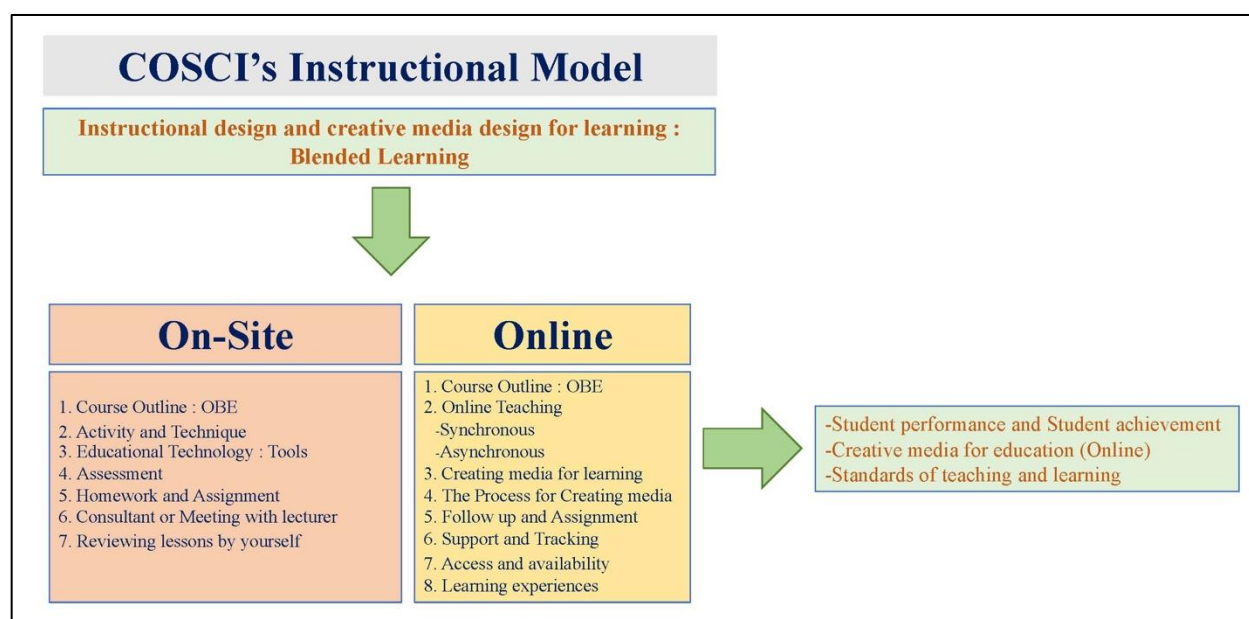 COSCI's Instructional Model
Instructional design and creative media design for learning :
Blended Learning
On-Site
1. Course Outline : OBE
2. Activity and Technique
3. Educational Technology : Tools
4. Assessment
5. Homework and Assignment
6. Consultant or Meeting with lecturer
7. Reviewing lessons by yourself
Online
1. Course Outline : OBE
2. Online Teaching
-Synchronous
-Asynchronous
3. Creating media for learning
4. The Process for Creating media
5. Follow up and Assignment
6. Support and Tracking
7. Access and availability
8. Learning experiences
-Student performance and Student achievement
-Creative media for education (Online)
-Standards of teaching and learning